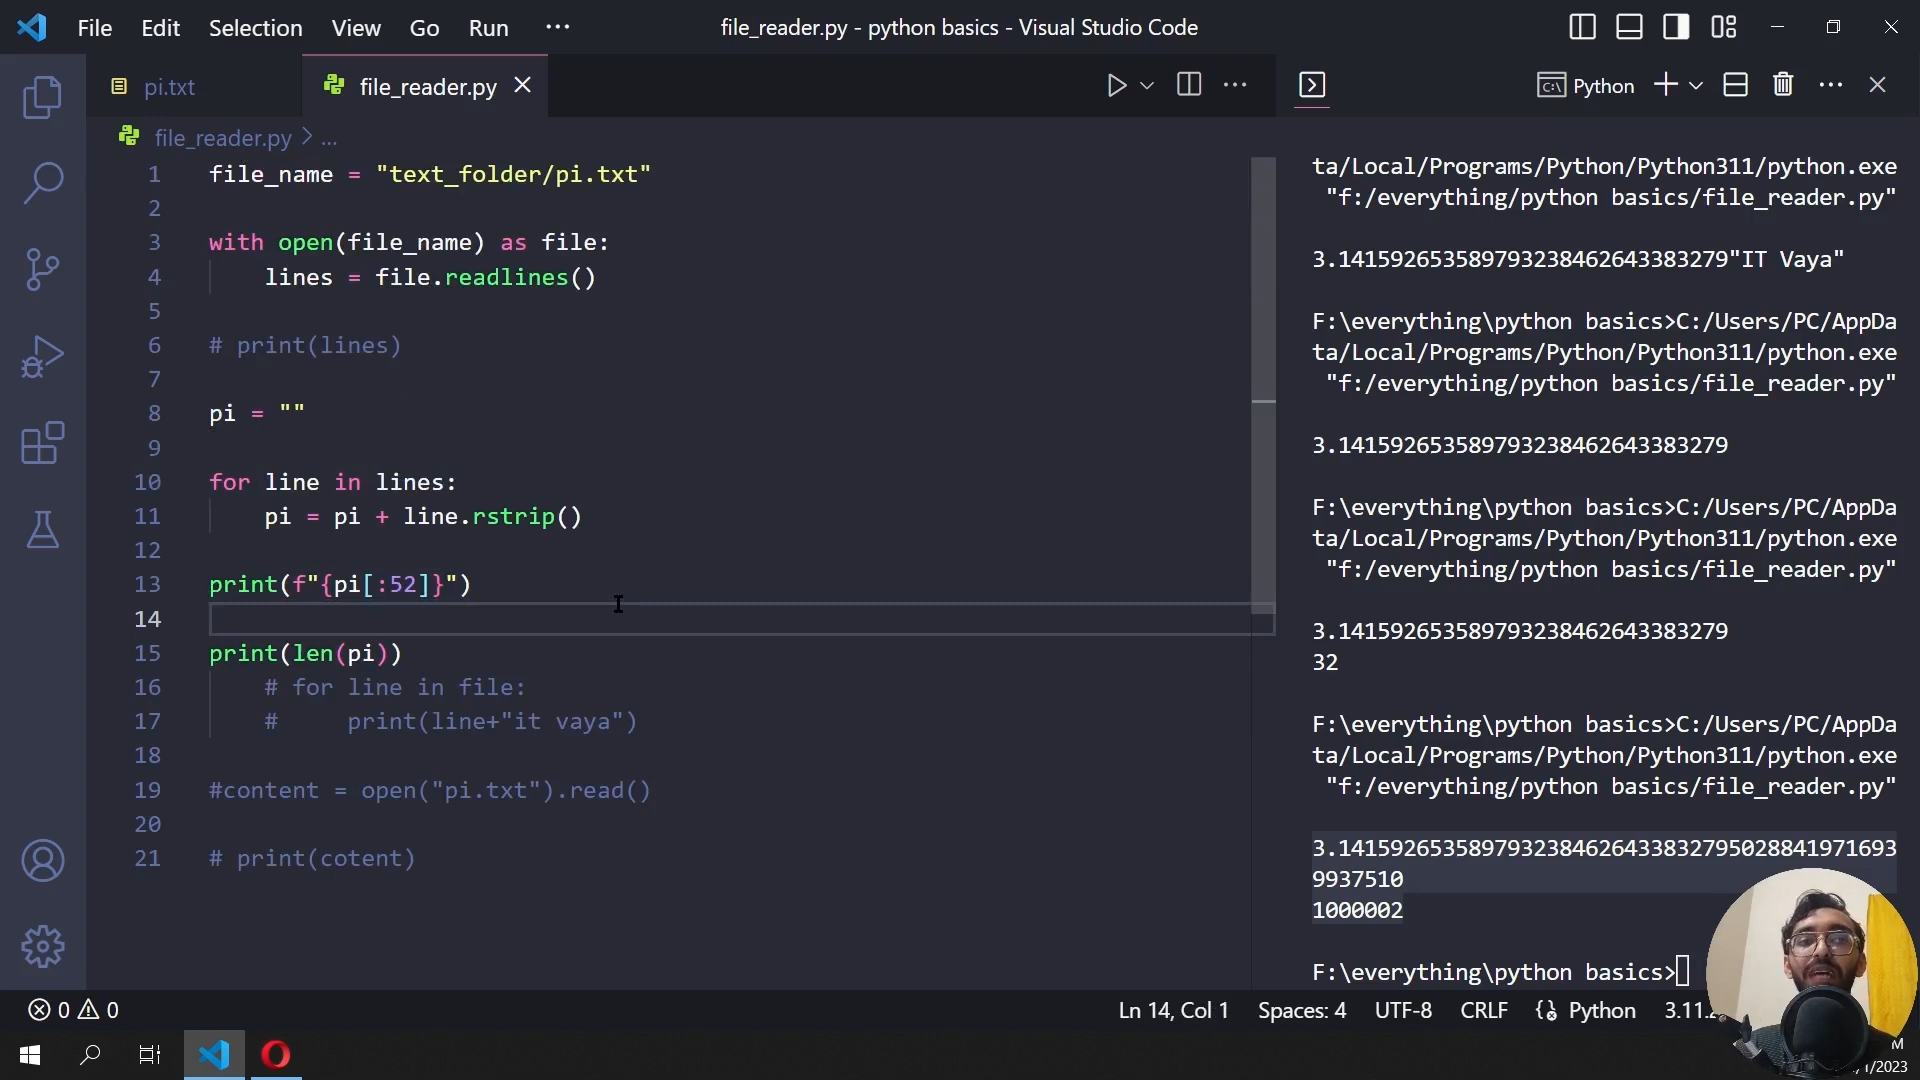 File Edit Selection View Go Run ··· file_reader.py - python basics - Visual Studio Code
pi.txt file_reader.py
Python
file_reader.py > ...
1 file_name = "text_folder/pi.txt"
2
3 with open(file_name) as file:
4 lines = file.readlines()
5
6 # print(lines)
7
8 pi = ""
9
10 for line in lines:
11 pi = pi + line.rstrip()
12
13 print(f"{pi[:52]}")
14
15 print(len(pi))
16 # for line in file:
17 #     print(line+"it vaya")
18
19 #content = open("pi.txt").read()
20
21 # print(cotent)
ta/Local/Programs/Python/Python311/python.exe
"f:/everything/python basics/file_reader.py"
3.141592653589793238462643383279"IT Vaya"
F:\everything\python basics>C:/Users/PC/AppDa
ta/Local/Programs/Python/Python311/python.exe
"f:/everything/python basics/file_reader.py"
3.141592653589793238462643383279
F:\everything\python basics>C:/Users/PC/AppDa
ta/Local/Programs/Python/Python311/python.exe
"f:/everything/python basics/file_reader.py"
3.141592653589793238462643383279
32
F:\everything\python basics>C:/Users/PC/AppDa
ta/Local/Programs/Python/Python311/python.exe
"f:/everything/python basics/file_reader.py"
3.14159265358979323846264338327950288419716​93
9937510
1000002
F:\everything\python basics>
0 0 Ln 14, Col 1 Spaces: 4 UTF-8 CRLF Python